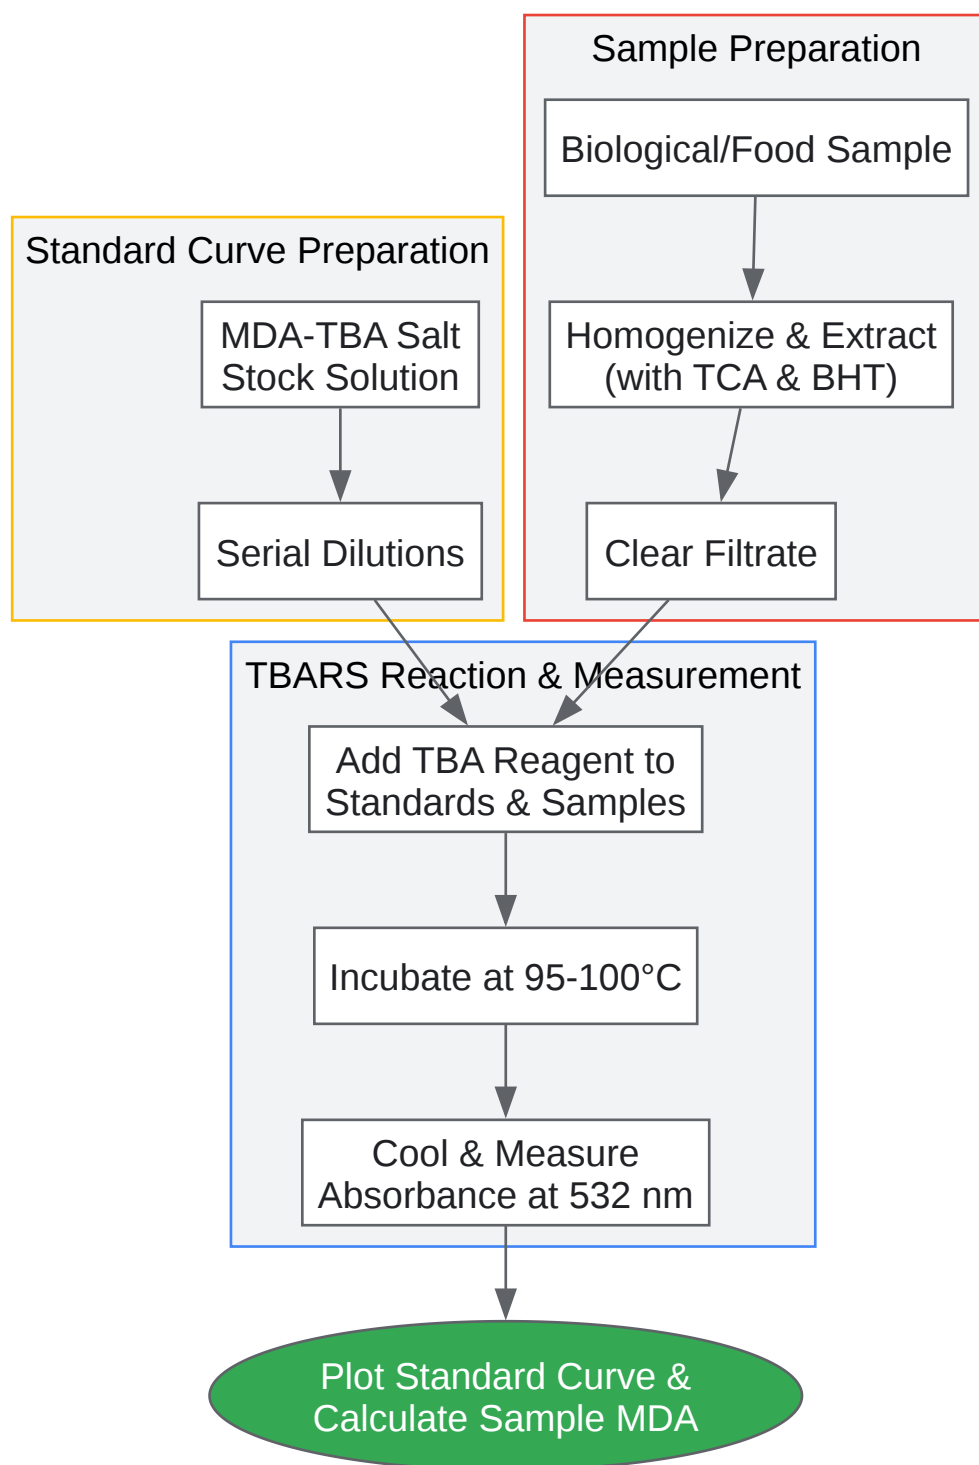 Sample Preparation
Biological/Food Sample
Standard Curve Preparation
MDA-TBA Salt
Stock Solution
Homogenize & Extract
(with TCA & BHT)
Serial Dilutions
Clear Filtrate
TBARS Reaction & Measurement
Add TBA Reagent to
Standards & Samples
Incubate at 95-100°C
Cool & Measure
Absorbance at 532 nm
Plot Standard Curve &
Calculate Sample MDA